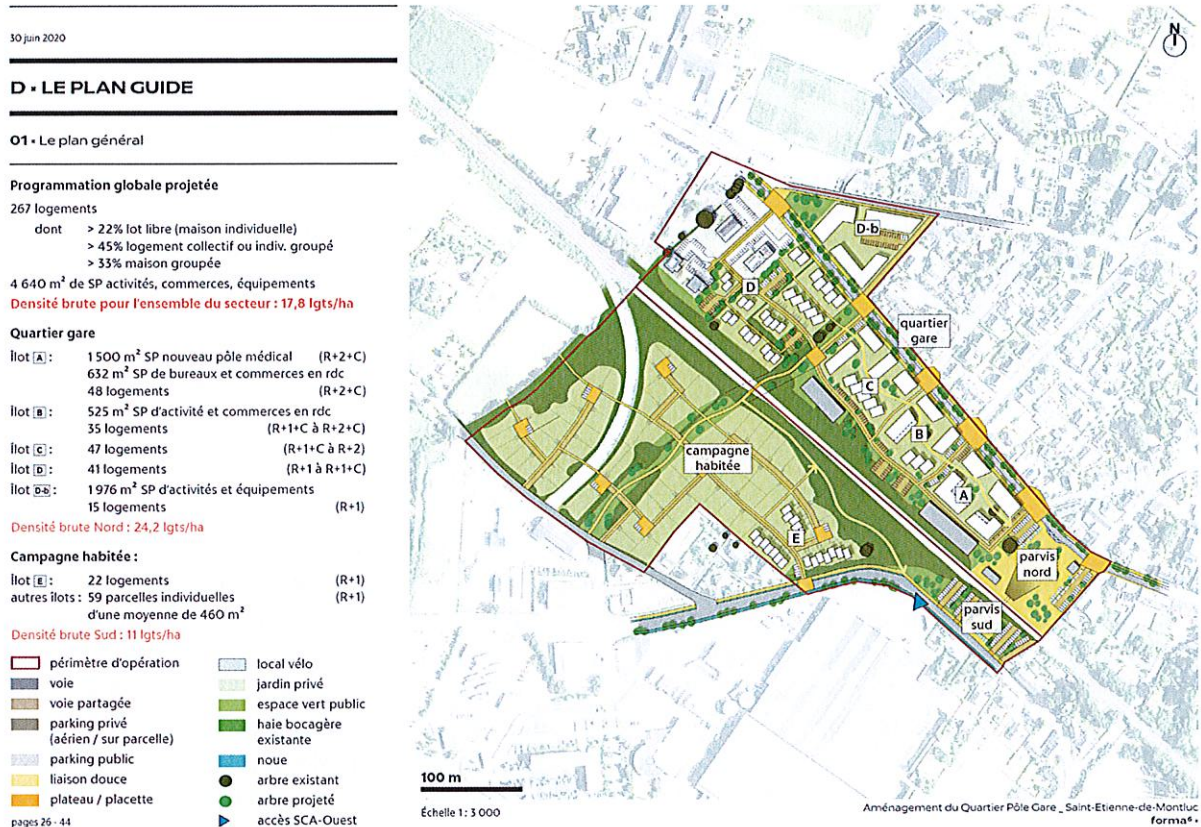 30 juin 2020
D • LE PLAN GUIDE
01 • Le plan général
Programmation globale projetée
267 logements
dont > 22% lot libre (maison individuelle)
> 45% logement collectif ou indiv. groupé
> 33% maison groupée
4 640 m² de SP activités, commerces, équipements
Densité brute pour l'ensemble du secteur : 17,8 lgts/ha
Quartier gare
Îlot A : 1 500 m² SP nouveau pôle médical (R+2+C)
632 m² SP de bureaux et commerces en rdc
48 logements (R+2+C)
Îlot B : 525 m² SP d'activité et commerces en rdc
35 logements (R+1+C à R+2+C)
Îlot C : 47 logements (R+1+C à R+2)
Îlot D : 41 logements (R+1 à R+1+C)
Îlot D-b : 1 976 m² SP d'activités et équipements
15 logements (R+1)
Densité brute Nord : 24,2 lgts/ha
Campagne habitée :
Îlot E : 22 logements (R+1)
autres îlots : 59 parcelles individuelles (R+1)
d'une moyenne de 460 m²
Densité brute Sud : 11 lgts/ha
périmètre d'opération
voie
voie partagée
parking privé
(aérien / sur parcelle)
parking public
liaison douce
plateau / placette
local vélo
jardin privé
espace vert public
haie bocagère
existante
noue
arbre existant
arbre projeté
accès SCA-Ouest
pages 26 - 44
N
D-b
D
quartier
gare
C
B
campagne
habitée
A
E
parvis
nord
parvis
sud
100 m
Échelle 1 : 3 000
Aménagement du Quartier Pôle Gare _ Saint-Etienne-de-Montluc
forma⁶ •